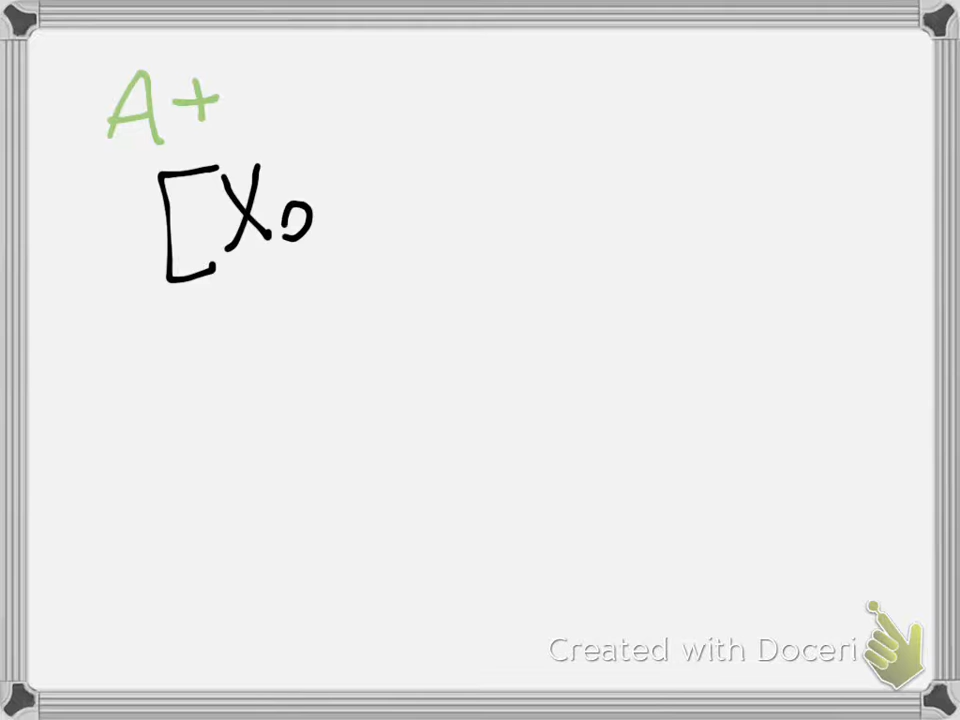 A+
[X₀
Created with Doceri